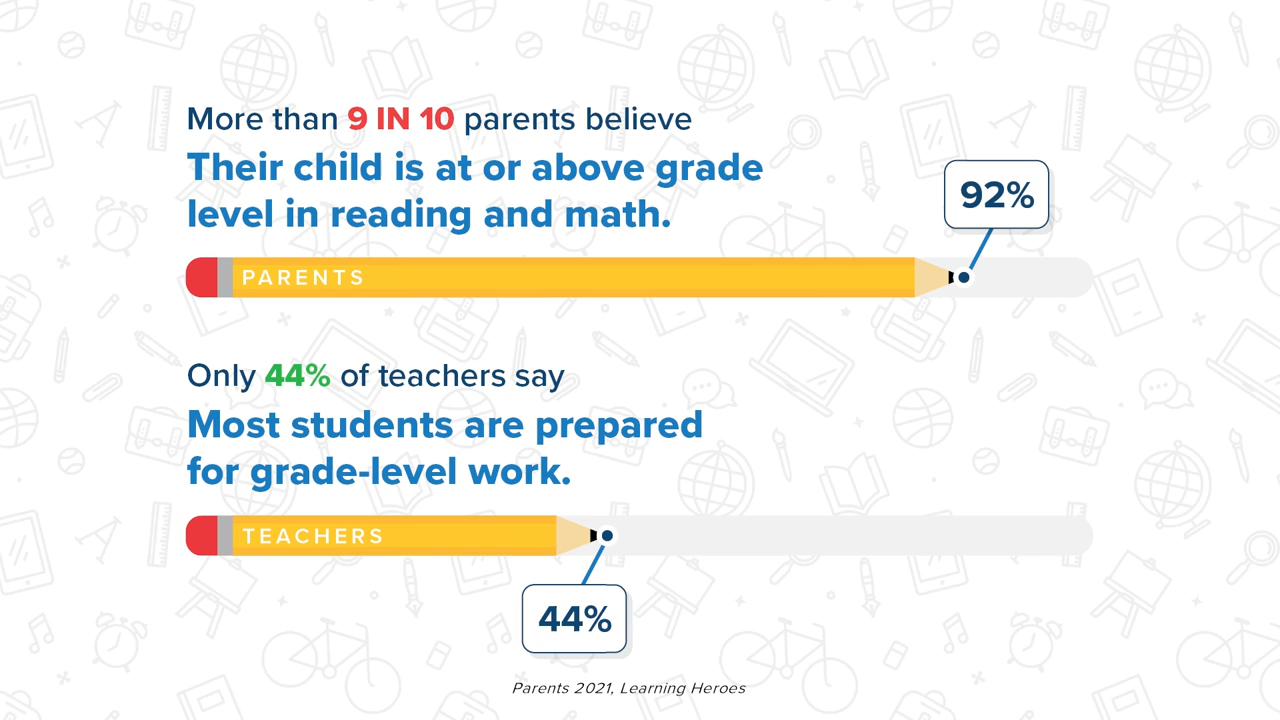 More than 9 IN 10 parents believe
Their child is at or above grade
level in reading and math.
92%
PARENTS
Only 44% of teachers say
Most students are prepared
for grade-level work.
TEACHERS
44%
Parents 2021, Learning Heroes